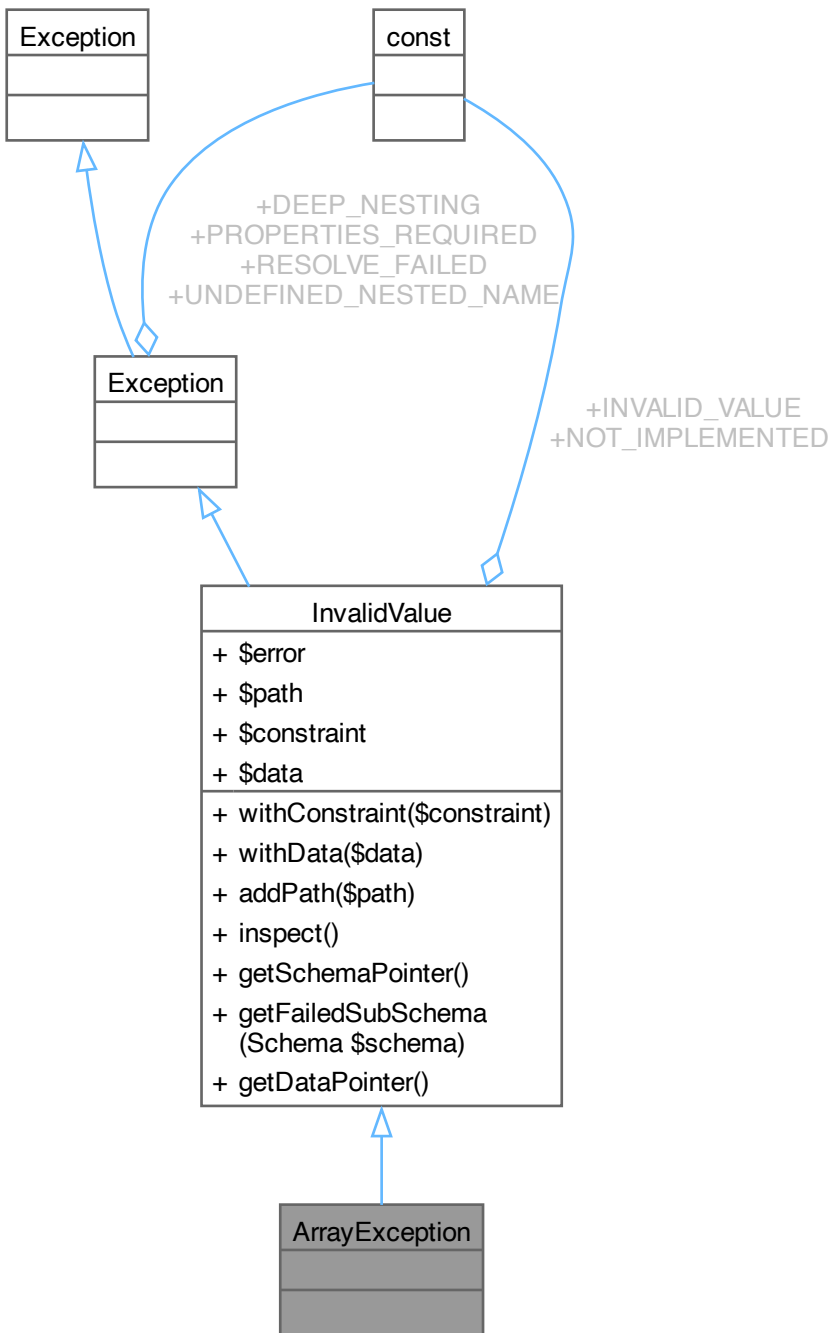 Exception
const
+DEEP_NESTING
+PROPERTIES_REQUIRED
+RESOLVE_FAILED
+UNDEFINED_NESTED_NAME
Exception
+INVALID_VALUE
+NOT_IMPLEMENTED
InvalidValue
+ $error
+ $path
+ $constraint
+ $data
+ withConstraint($constraint)
+ withData($data)
+ addPath($path)
+ inspect()
+ getSchemaPointer()
+ getFailedSubSchema
(Schema $schema)
+ getDataPointer()
ArrayException